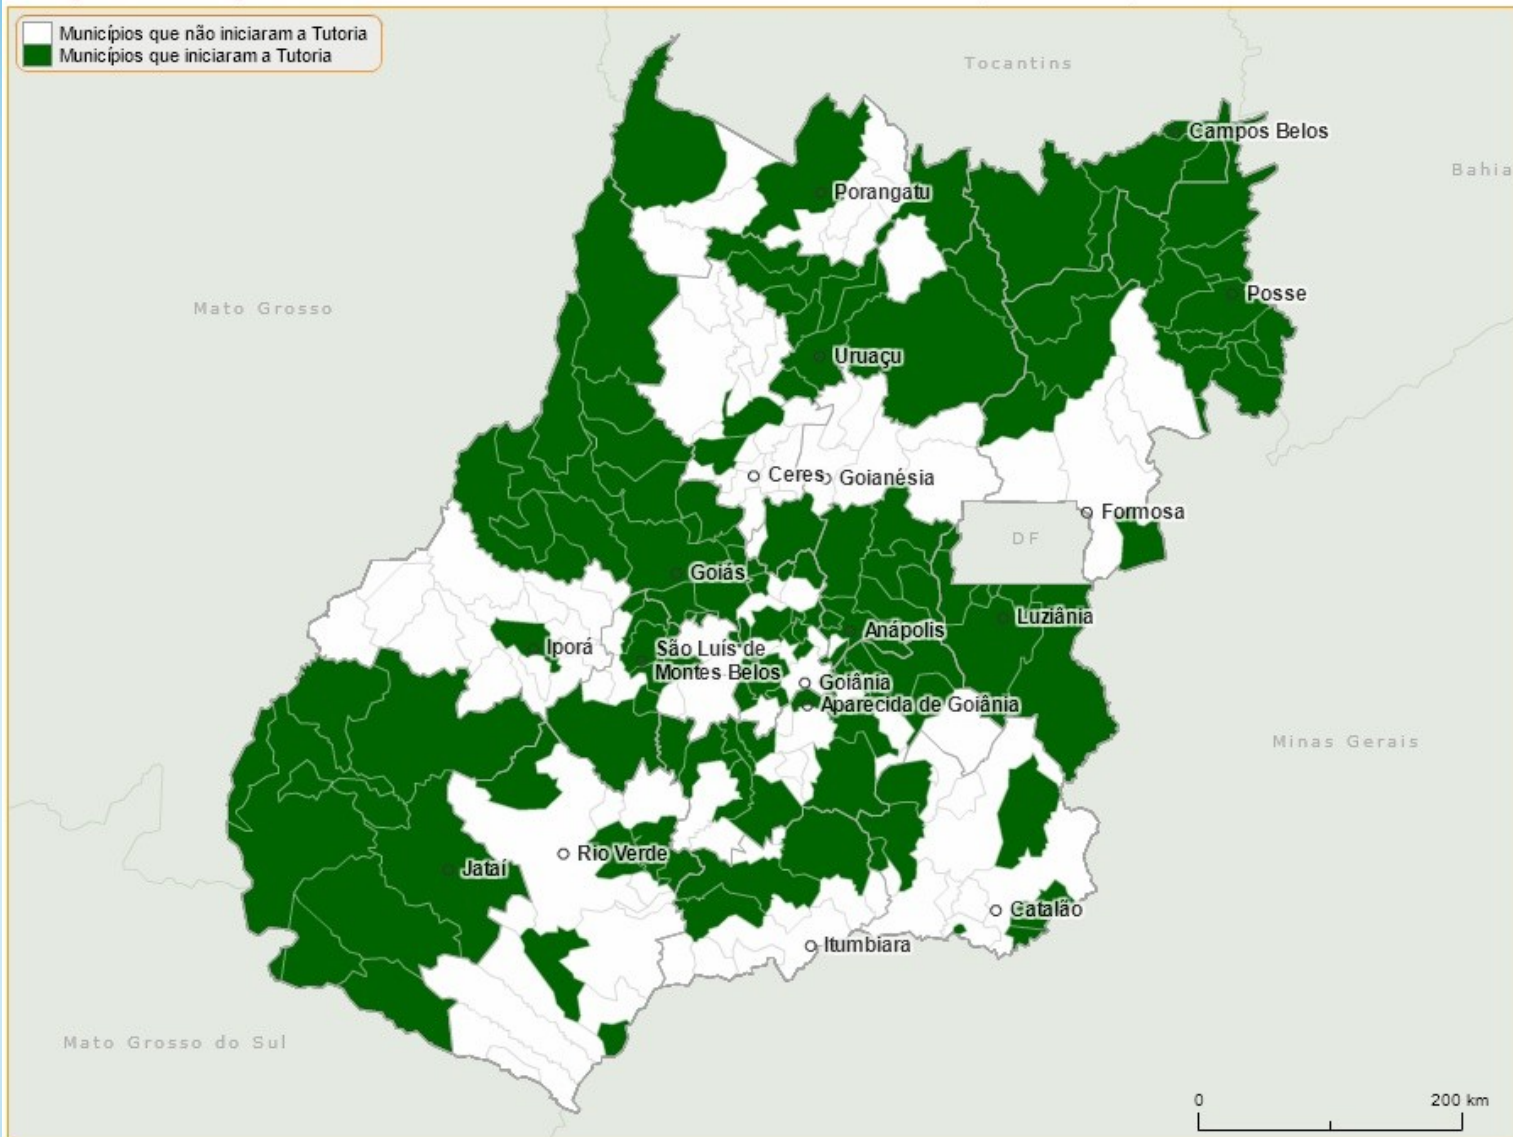 Municípios que não iniciaram a Tutoria
Municípios que iniciaram a Tutoria
Tocantins
Campos Belos
Bahia
Porangatu
Posse
Mato Grosso
Uruaçu
Ceres
Goianésia
Formosa
DF
Goiás
Luziânia
Anápolis
Iporá
São Luís de
Montes Belos
Goiânia
Aparecida de Goiânia
Minas Gerais
Rio Verde
Jataí
Catalão
Itumbiara
Mato Grosso do Sul
0 200 km